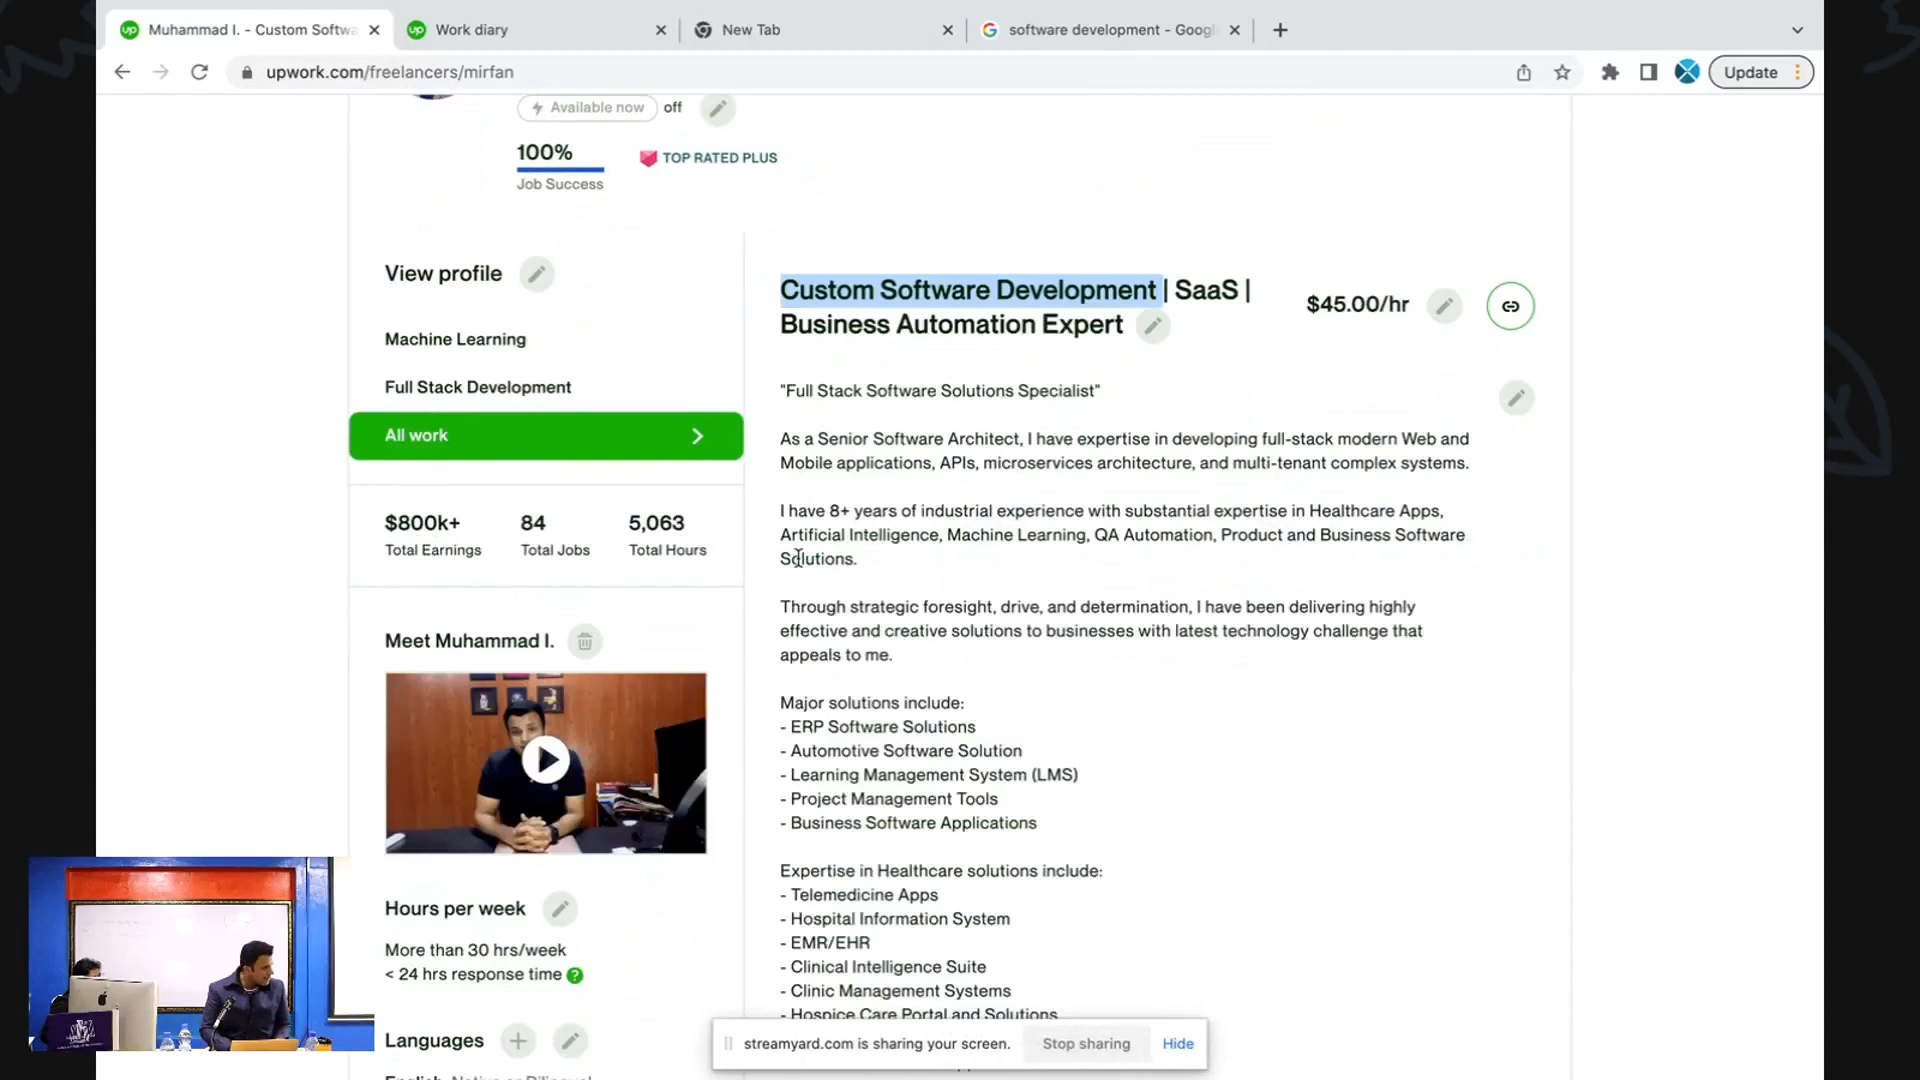 Muhammad I. - Custom Softwa
Work diary
New Tab
software development - Googl
upwork.com/freelancers/mirfan
Update
Available now off
100%
TOP RATED PLUS
Job Success
View profile
Machine Learning
Full Stack Development
All work
$800k+ 84 5,063
Total Earnings Total Jobs Total Hours
Meet Muhammad I.
Hours per week
More than 30 hrs/week
< 24 hrs response time ?
Languages
Custom Software Development | SaaS |
Business Automation Expert
$45.00/hr
"Full Stack Software Solutions Specialist"
As a Senior Software Architect, I have expertise in developing full-stack modern Web and
Mobile applications, APIs, microservices architecture, and multi-tenant complex systems.
I have 8+ years of industrial experience with substantial expertise in Healthcare Apps,
Artificial Intelligence, Machine Learning, QA Automation, Product and Business Software
Solutions.
Through strategic foresight, drive, and determination, I have been delivering highly
effective and creative solutions to businesses with latest technology challenge that
appeals to me.
Major solutions include:
- ERP Software Solutions
- Automotive Software Solution
- Learning Management System (LMS)
- Project Management Tools
- Business Software Applications
Expertise in Healthcare solutions include:
- Telemedicine Apps
- Hospital Information System
- EMR/EHR
- Clinical Intelligence Suite
- Clinic Management Systems
- Hospice Care Portal and Solutions
streamyard.com is sharing your screen.
Stop sharing
Hide